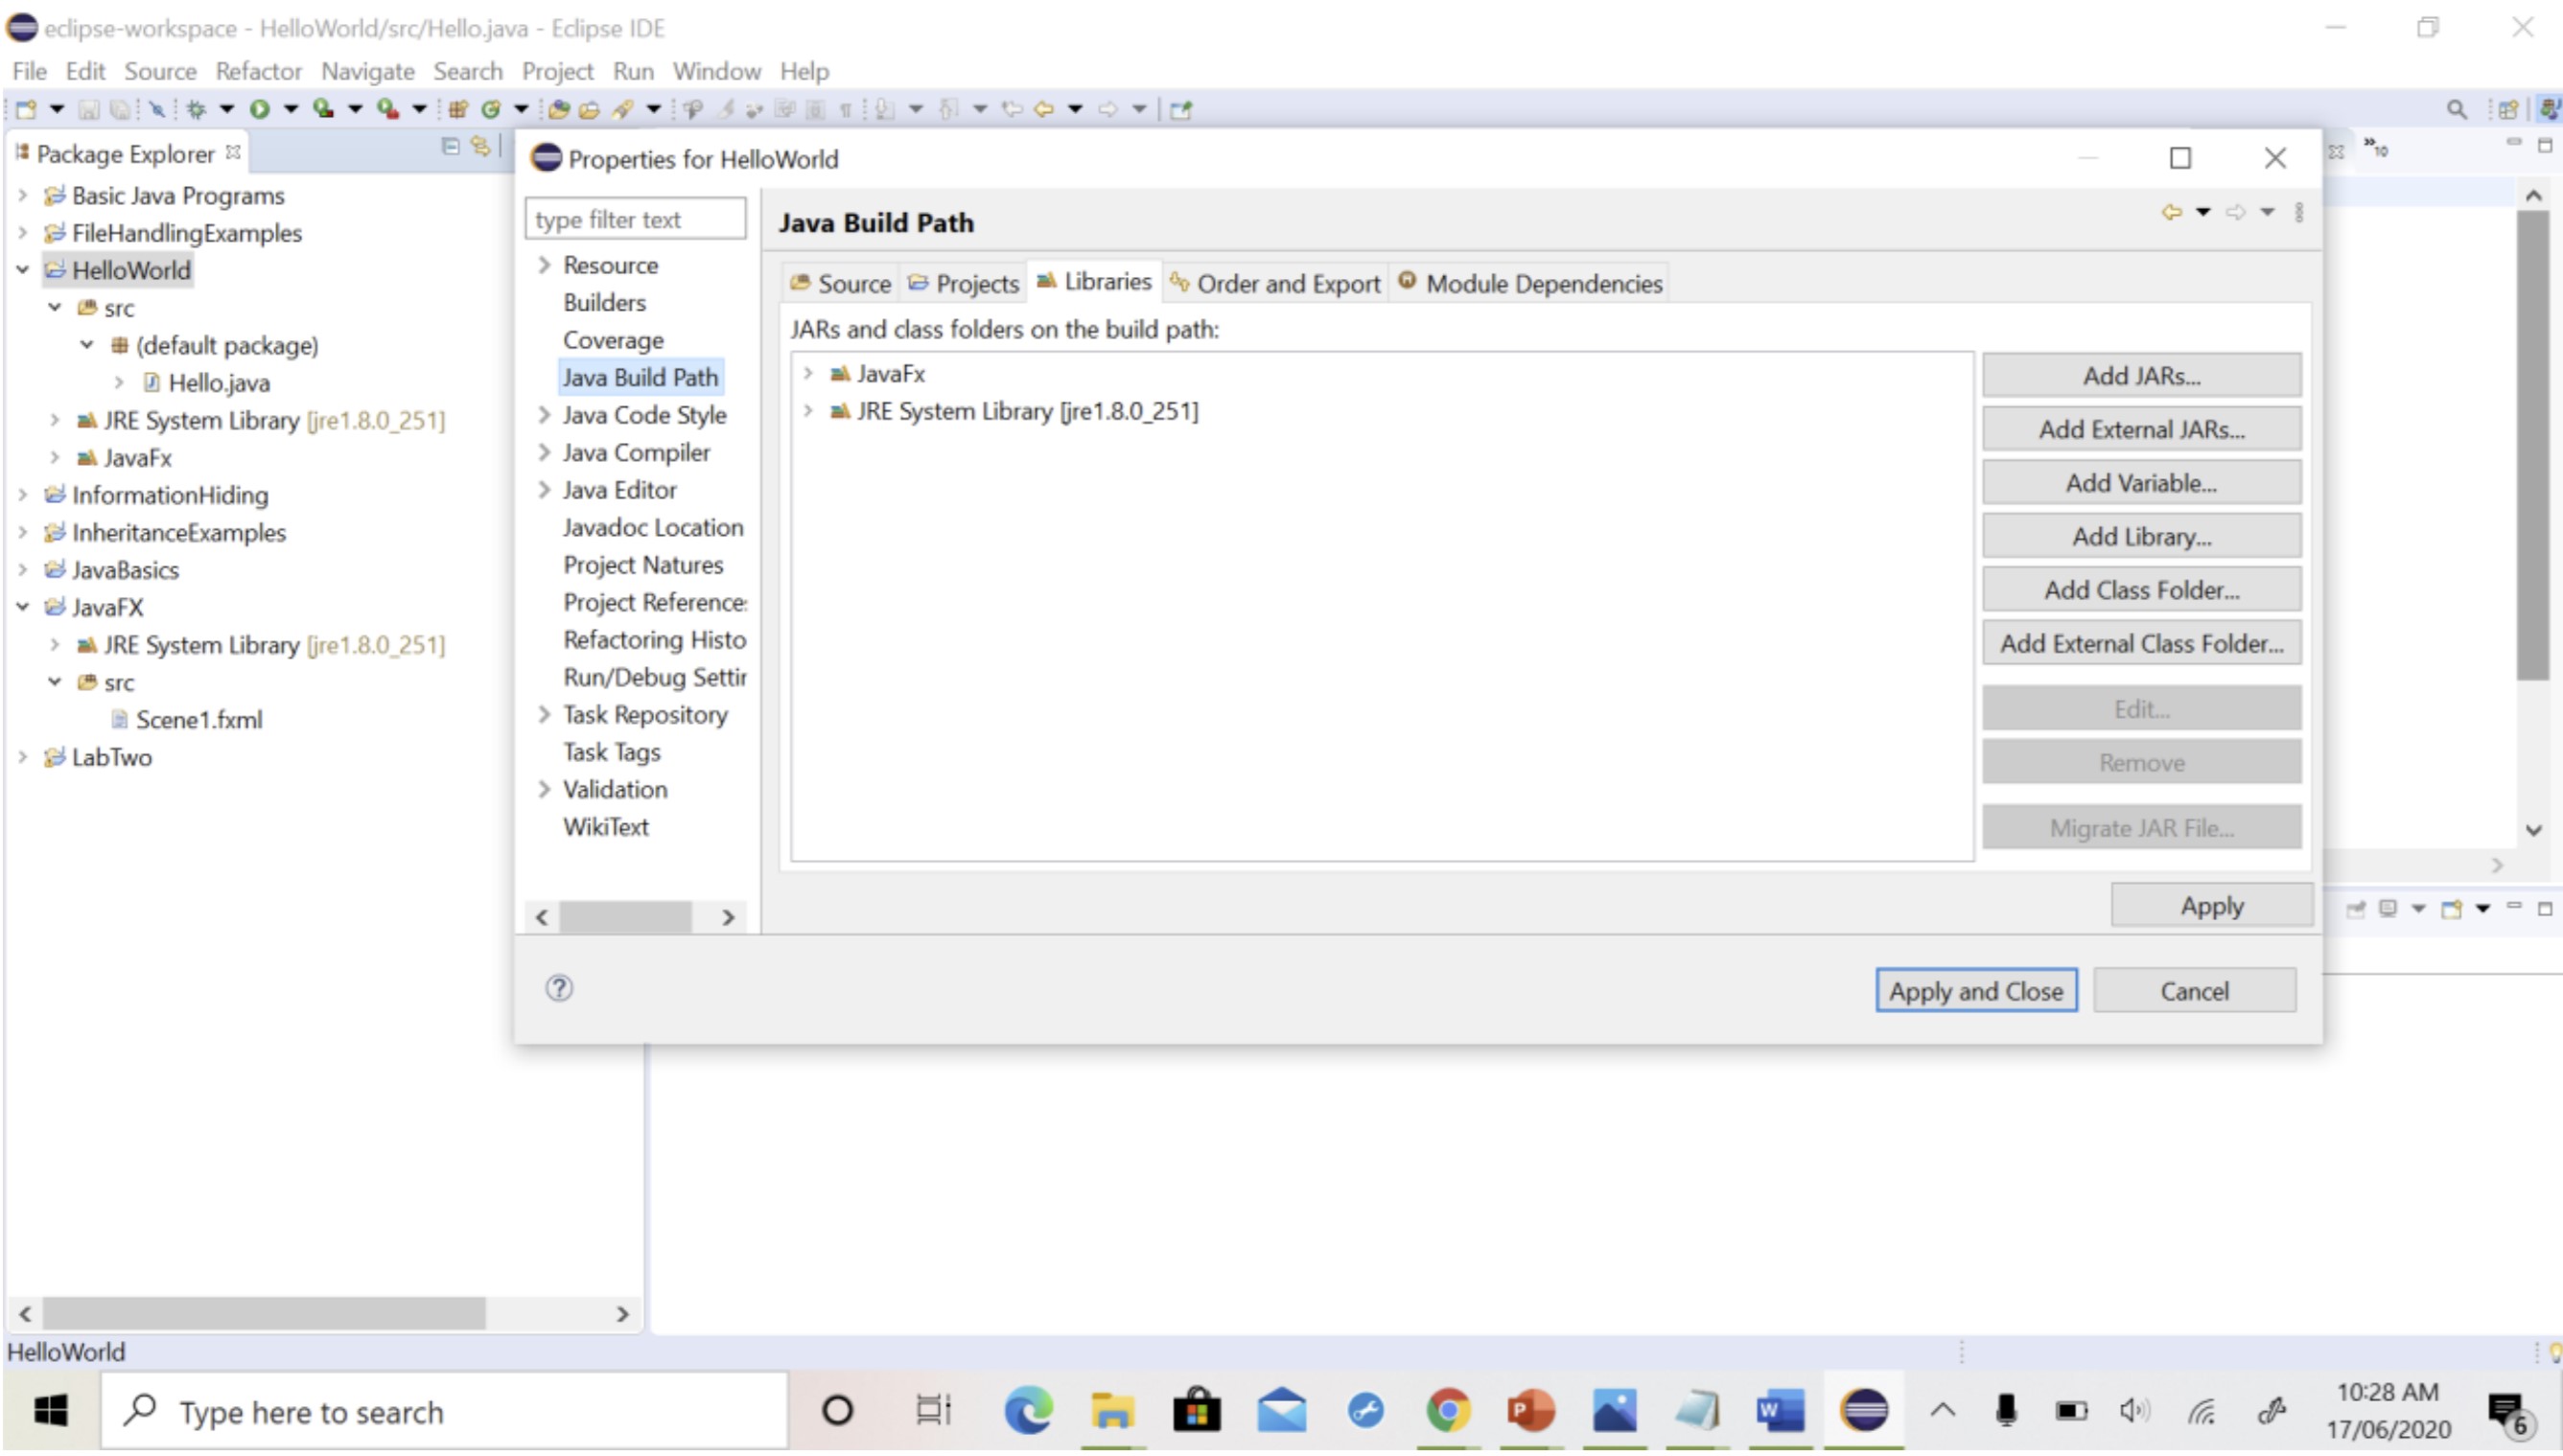 eclipse-workspace - HelloWorld/src/Hello.java - Eclipse IDE
File Edit Source Refactor Navigate Search Project Run Window Help
Package Explorer
Basic Java Programs
FileHandlingExamples
HelloWorld
src
(default package)
Hello.java
JRE System Library [jre1.8.0_251]
JavaFx
InformationHiding
InheritanceExamples
JavaBasics
JavaFX
JRE System Library [jre1.8.0_251]
src
Scene1.fxml
LabTwo
Properties for HelloWorld
»10
type filter text
Resource
Builders
Coverage
Java Build Path
Java Code Style
Java Compiler
Java Editor
Javadoc Location
Project Natures
Project Reference
Refactoring Histo
Run/Debug Settir
Task Repository
Task Tags
Validation
WikiText
Java Build Path
Source Projects Libraries Order and Export Module Dependencies
JARs and class folders on the build path:
JavaFx
JRE System Library [jre1.8.0_251]
Add JARs...
Add External JARs...
Add Variable...
Add Library...
Add Class Folder...
Add External Class Folder...
Edit...
Remove
Migrate JAR File...
Apply
Apply and Close Cancel
HelloWorld
Type here to search
10:28 AM
17/06/2020
6